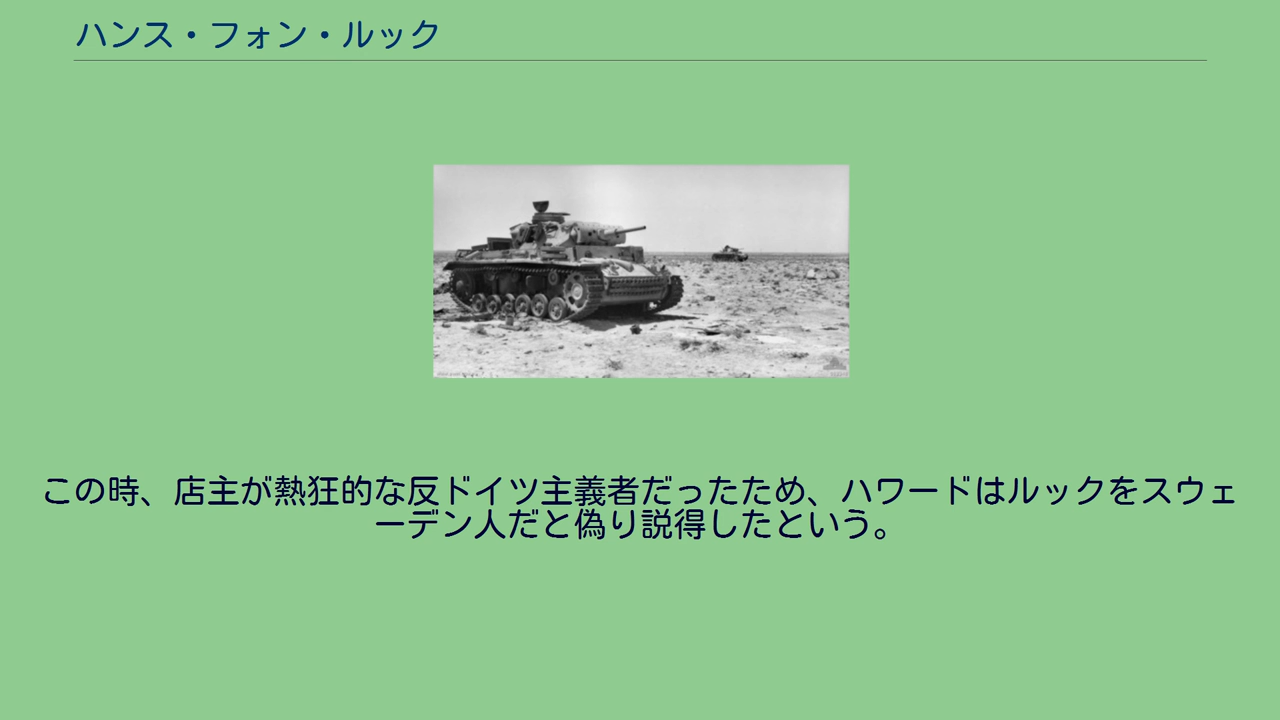 ハンス・フォン・ルック
この時、店主が熱狂的な反ドイツ主義者だったため、ハワードはルックをスウェ
ーデン人だと偽り説得したという。